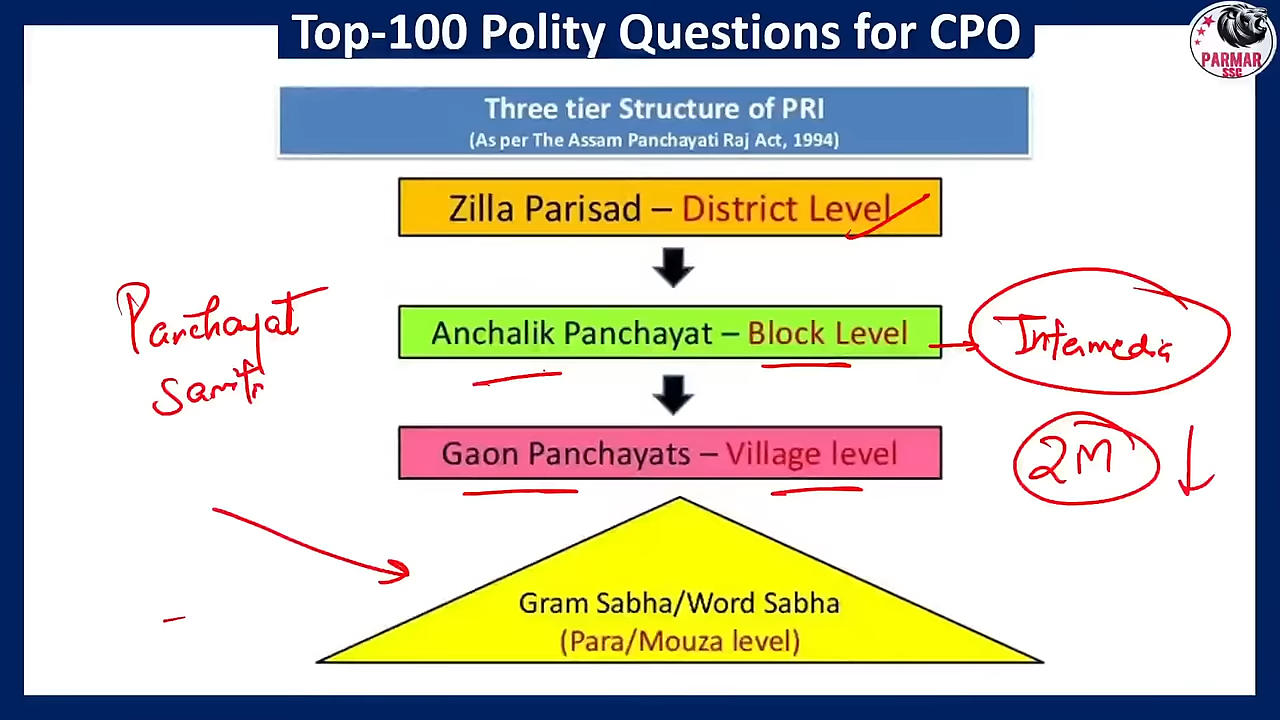 Top-100 Polity Questions for CPO
PARMAR
SSC
Three tier Structure of PRI
(As per The Assam Panchayati Raj Act, 1994)
Zilla Parisad – District Level
Panchayat
Samiti
Anchalik Panchayat – Block Level
Intermedia
Gaon Panchayats – Village level
2M
Gram Sabha/Word Sabha
(Para/Mouza level)